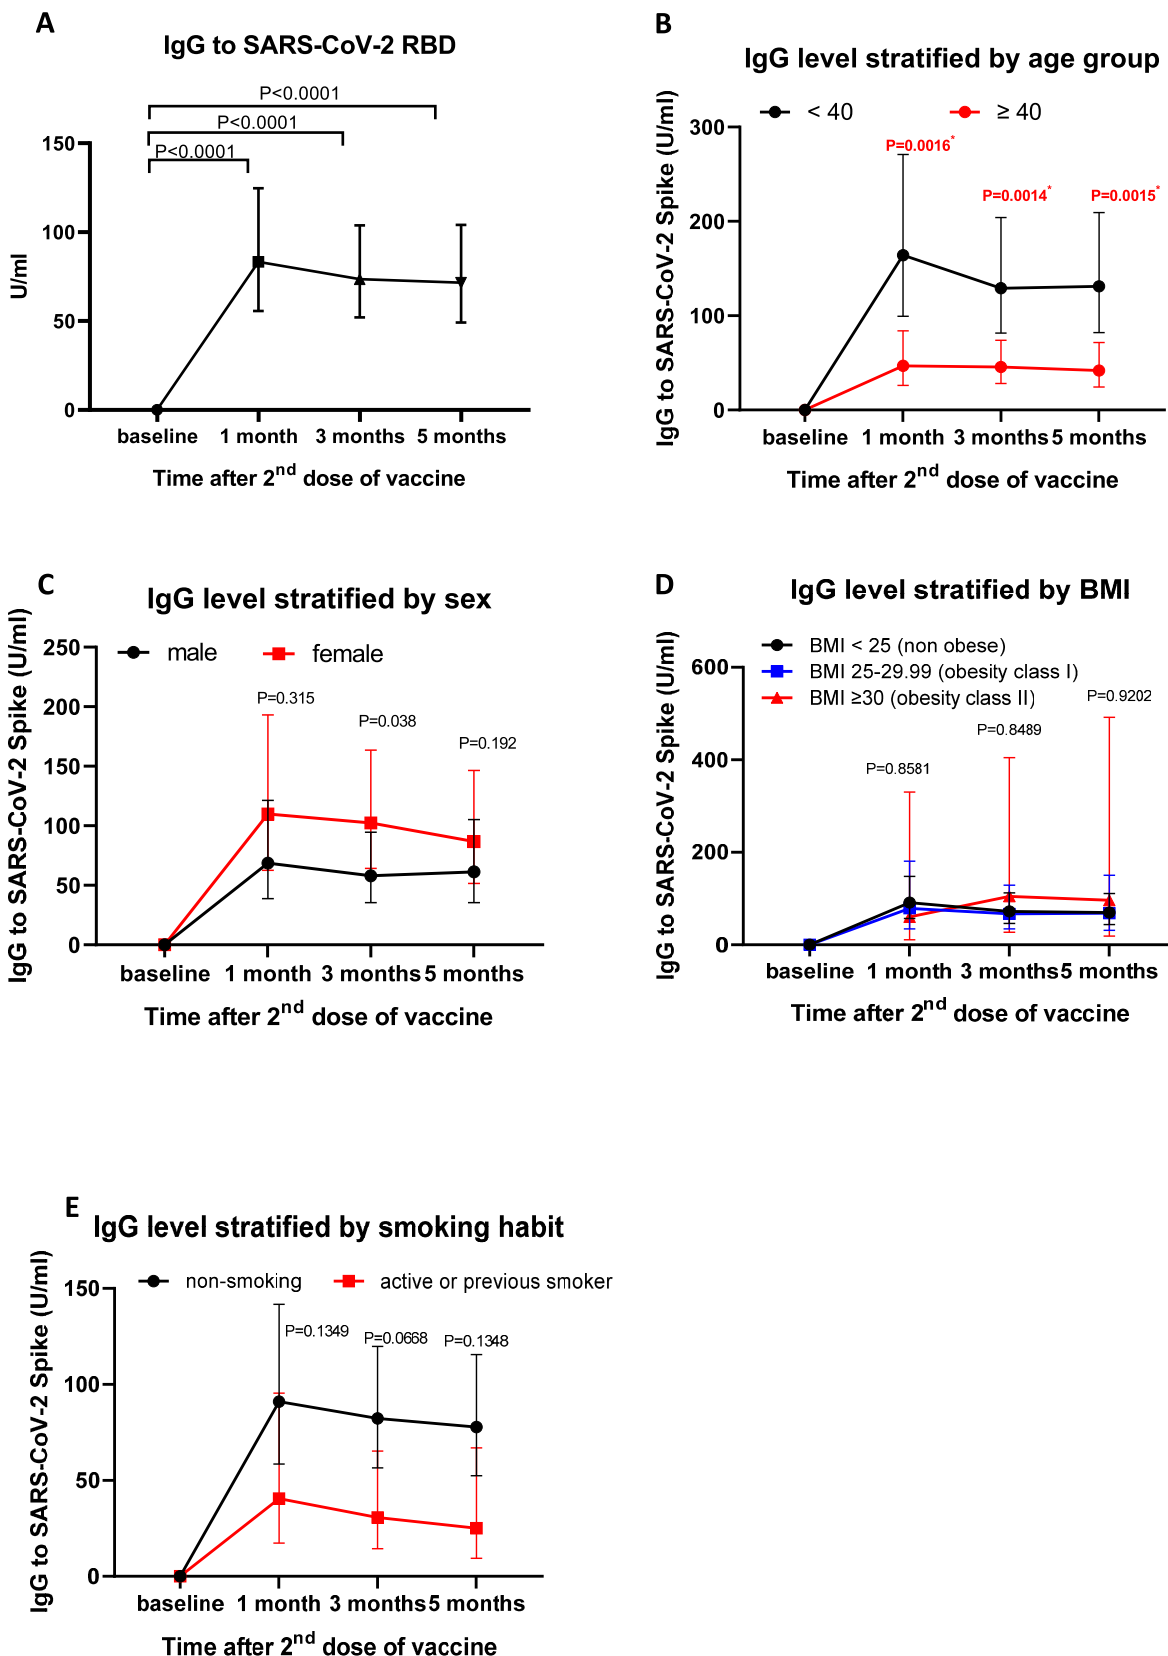 A
IgG to SARS-CoV-2 RBD
P<0.0001
P<0.0001
P<0.0001
150
100
50
0
U/ml
baseline 1 month 3 months 5 months
Time after 2nd dose of vaccine
B
IgG level stratified by age group
< 40 ≥ 40
300
200
100
0
IgG to SARS-CoV-2 Spike (U/ml)
P=0.0016*
P=0.0014* P=0.0015*
baseline 1 month 3 months 5 months
Time after 2nd dose of vaccine
C
IgG level stratified by sex
male female
250
200
150
100
50
0
IgG to SARS-CoV-2 Spike (U/ml)
P=0.315
P=0.038
P=0.192
baseline 1 month 3 months 5 months
Time after 2nd dose of vaccine
D
IgG level stratified by BMI
BMI < 25 (non obese)
BMI 25-29.99 (obesity class I)
BMI ≥30 (obesity class II)
600
400
200
0
IgG to SARS-CoV-2 Spike (U/ml)
P=0.8581
P=0.8489
P=0.9202
baseline 1 month 3 months 5 months
Time after 2nd dose of vaccine
E
IgG level stratified by smoking habit
non-smoking active or previous smoker
150
100
50
0
IgG to SARS-CoV-2 Spike (U/ml)
P=0.1349 P=0.0668 P=0.1348
baseline 1 month 3 months 5 months
Time after 2nd dose of vaccine